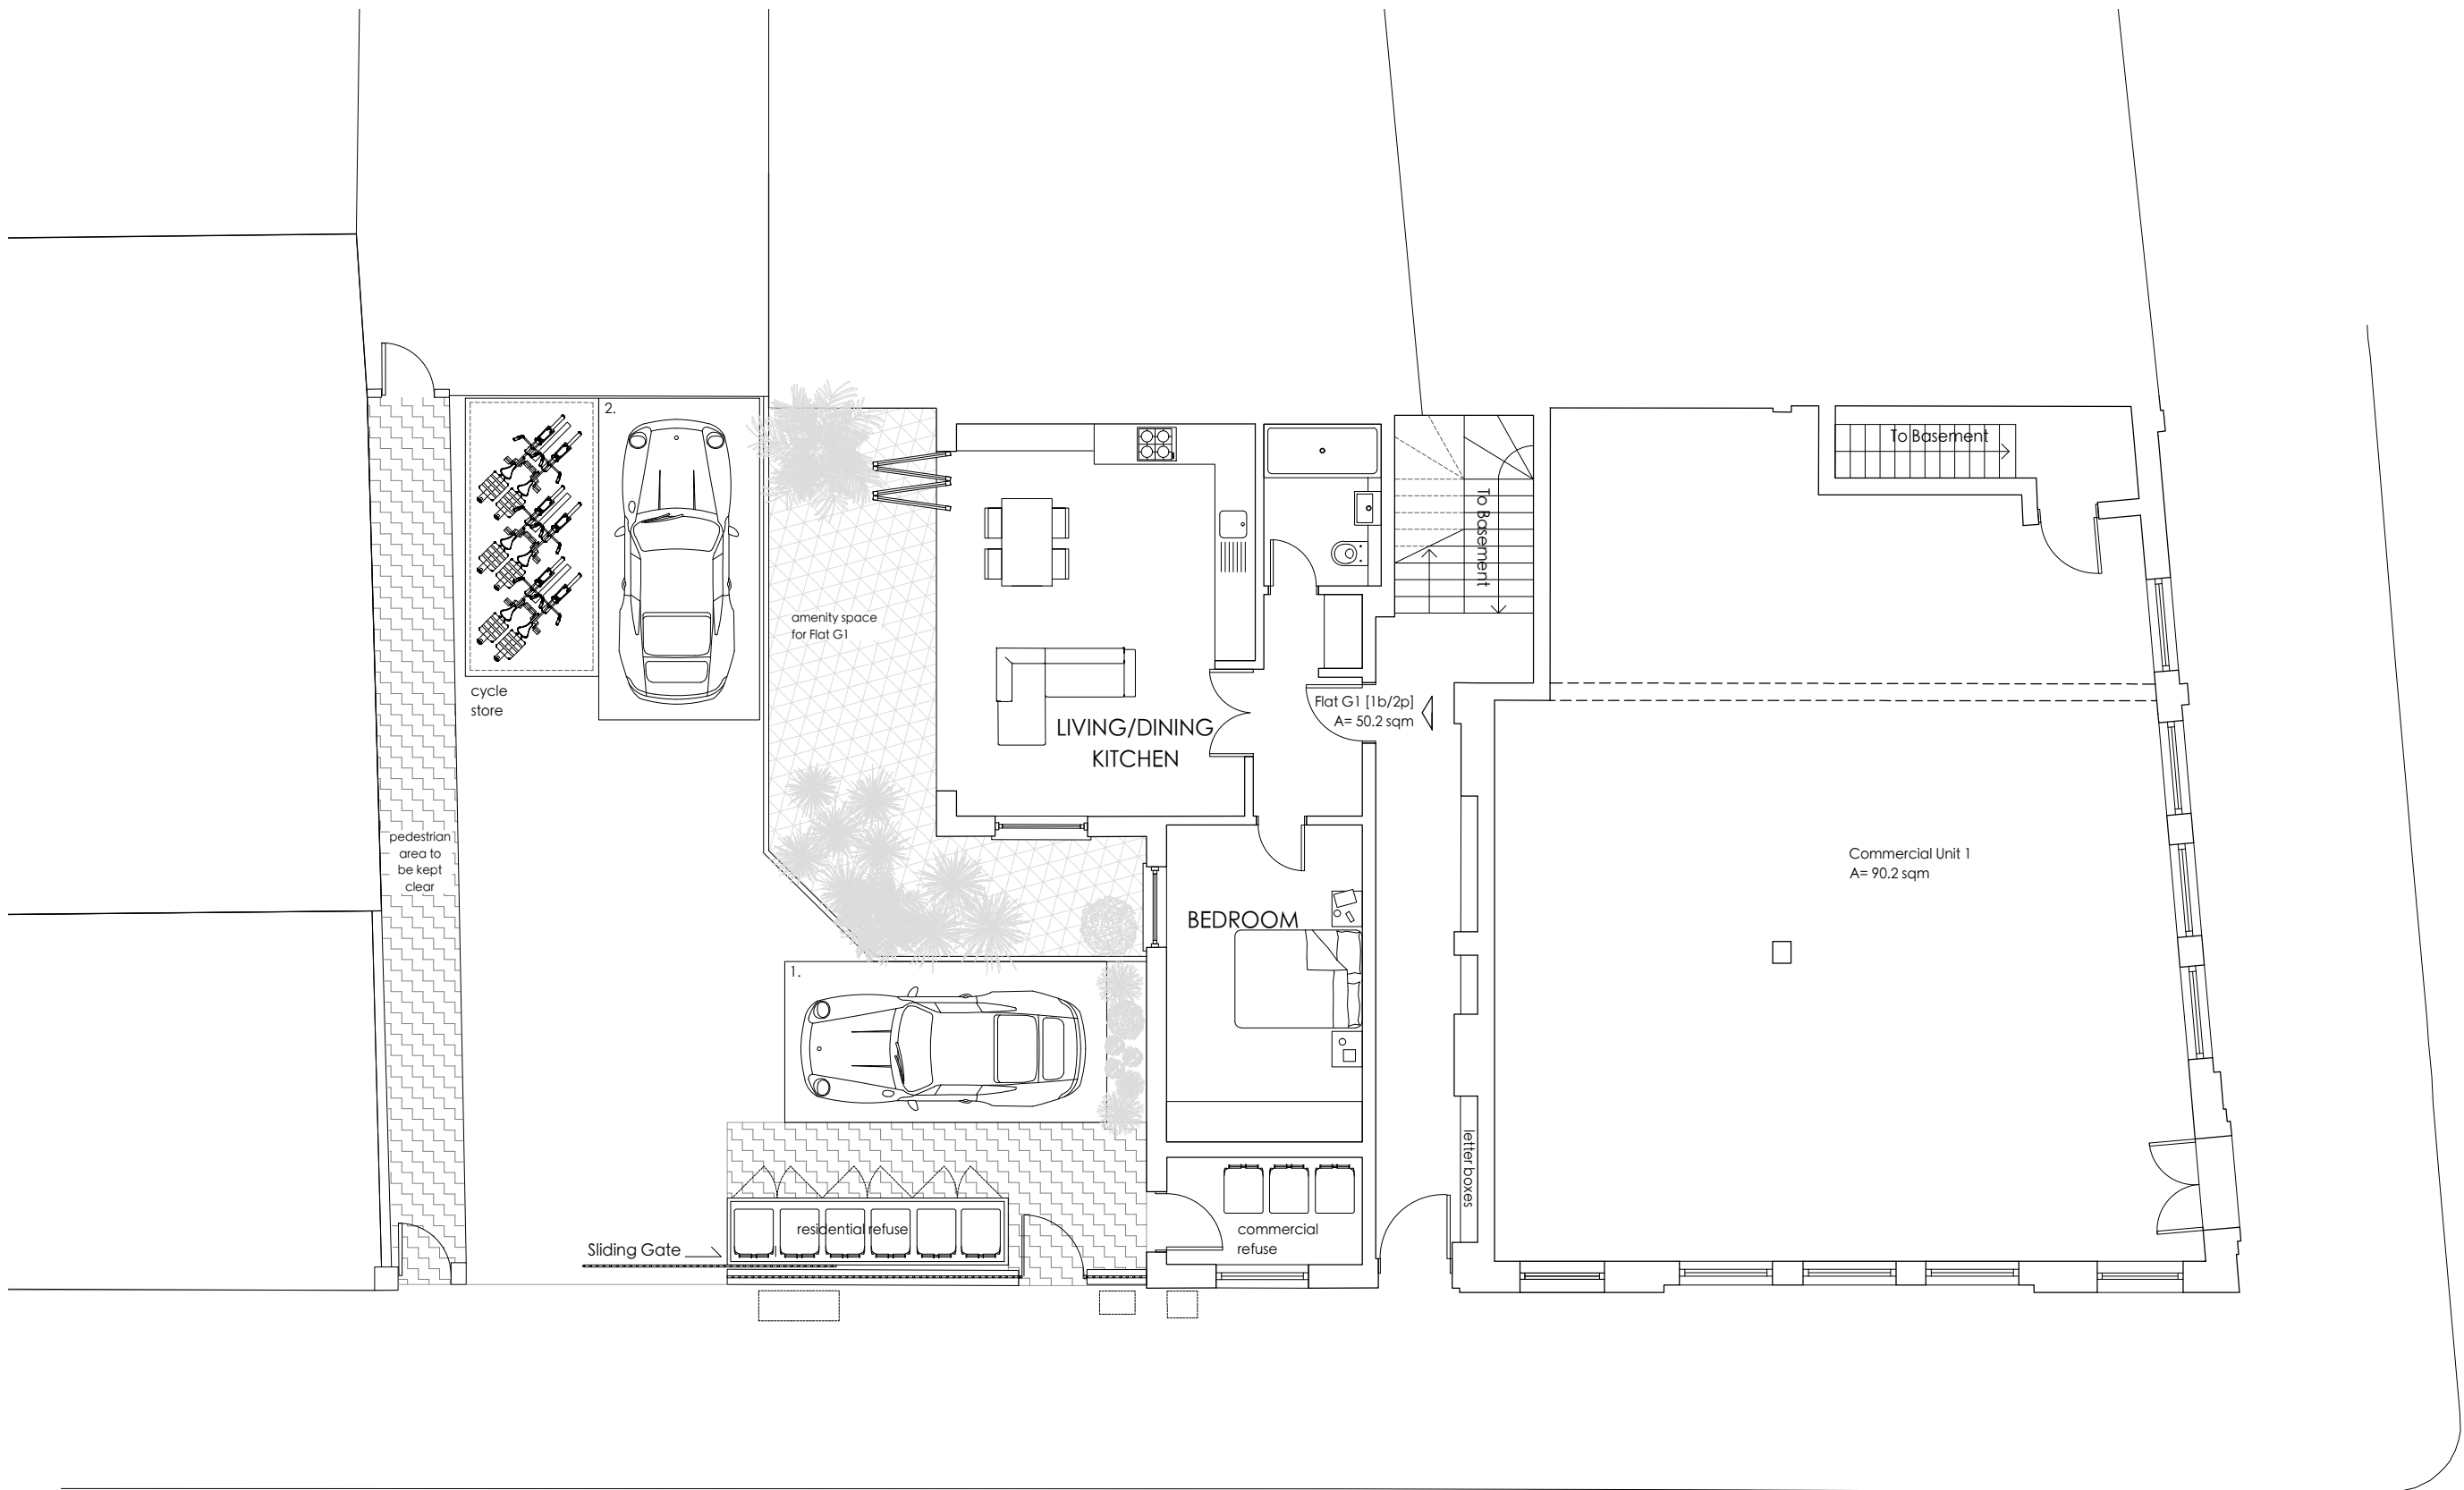 2.
To Basement
To Basement
amenity space
for Flat G1
cycle
store
Flat G1 [1b/2p]
A= 50.2 sqm
LIVING/DINING
KITCHEN
pedestrian
area to
be kept
clear
Commercial Unit 1
A= 90.2 sqm
BEDROOM
1.
letter boxes
residential refuse
commercial
refuse
Sliding Gate